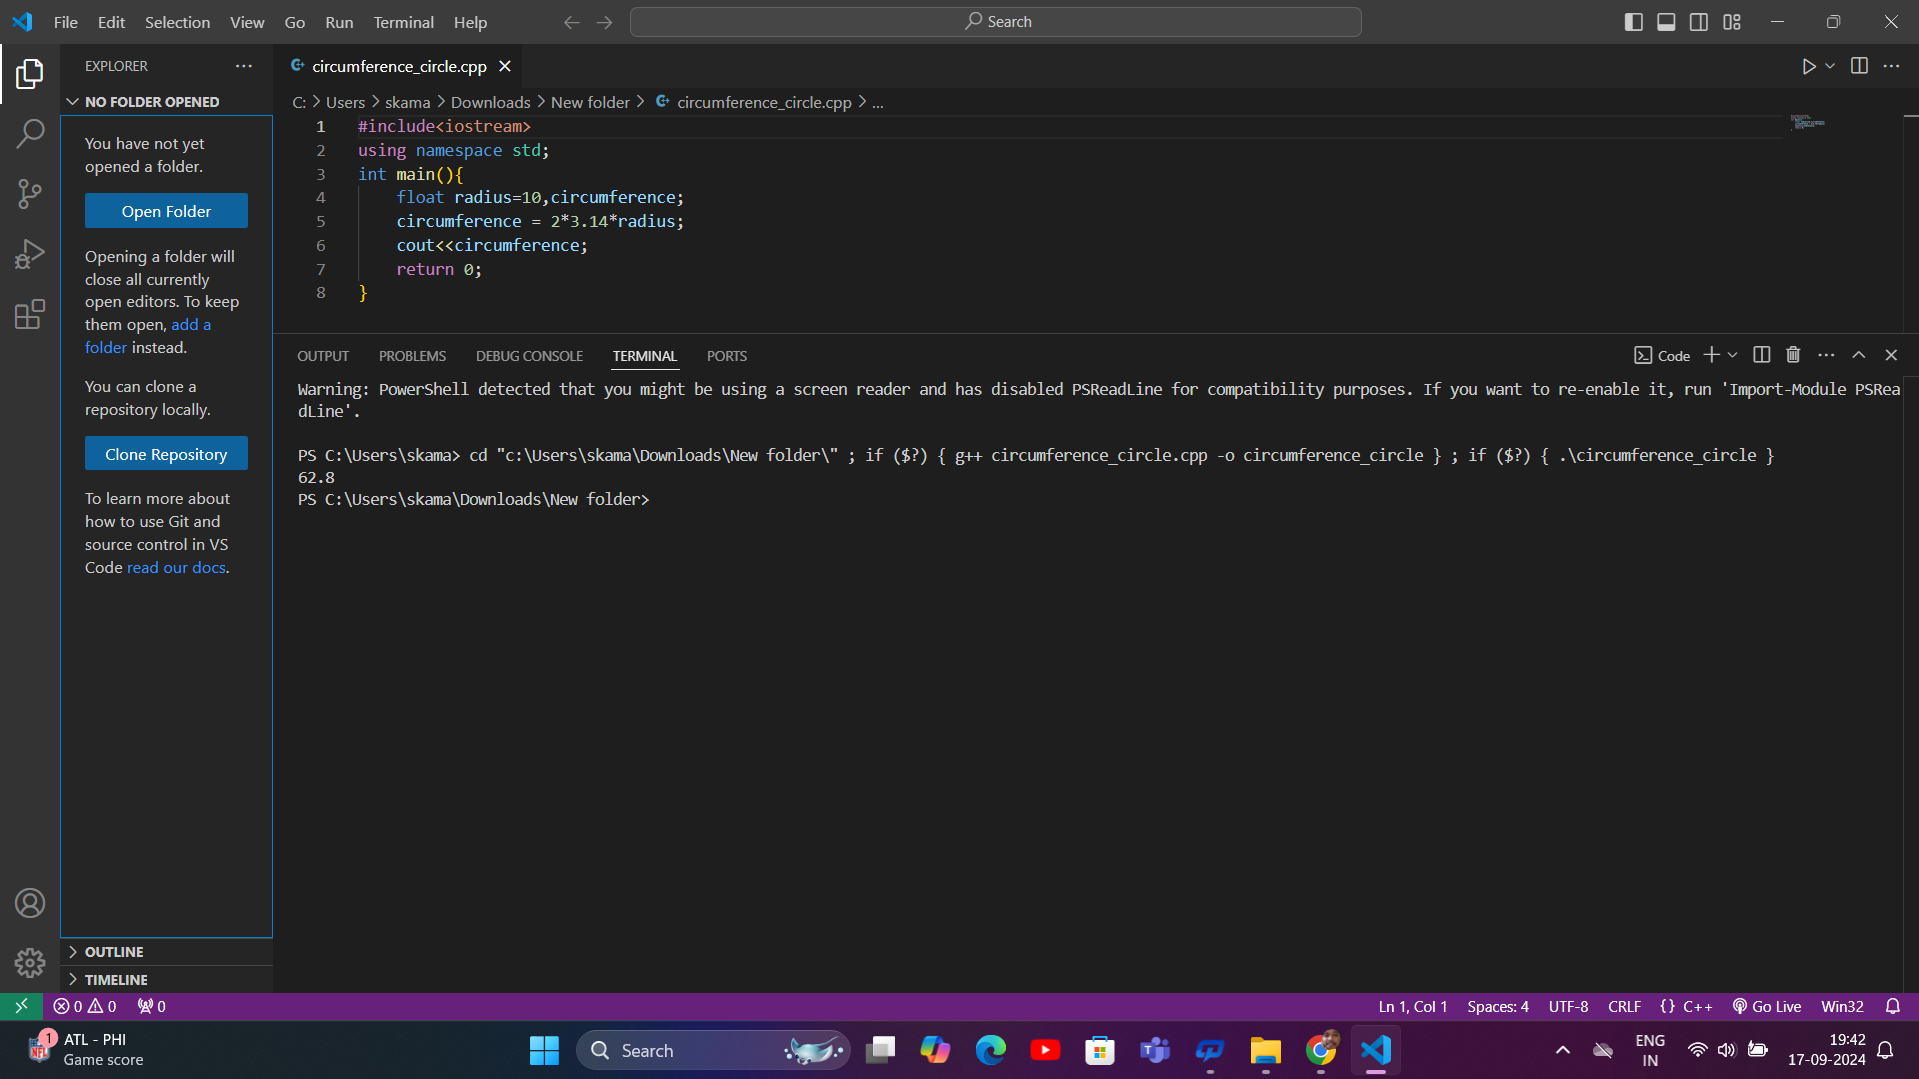 File Edit Selection View Go Run Terminal Help
Search
EXPLORER
NO FOLDER OPENED
You have not yet
opened a folder.
Open Folder
Opening a folder will
close all currently
open editors. To keep
them open, add a
folder instead.
You can clone a
repository locally.
Clone Repository
To learn more about
how to use Git and
source control in VS
Code read our docs.
OUTLINE
TIMELINE
circumference_circle.cpp
C: > Users > skama > Downloads > New folder > circumference_circle.cpp > ...
1 #include<iostream>
2 using namespace std;
3 int main(){
4 float radius=10,circumference;
5 circumference = 2*3.14*radius;
6 cout<<circumference;
7 return 0;
8 }
OUTPUT PROBLEMS DEBUG CONSOLE TERMINAL PORTS
Code
Warning: PowerShell detected that you might be using a screen reader and has disabled PSReadLine for compatibility purposes. If you want to re-enable it, run 'Import-Module PSRea
dLine'.
PS C:\Users\skama> cd "c:\Users\skama\Downloads\New folder\" ; if ($?) { g++ circumference_circle.cpp -o circumference_circle } ; if ($?) { .\circumference_circle }
62.8
PS C:\Users\skama\Downloads\New folder>
0 0 0
Ln 1, Col 1 Spaces: 4 UTF-8 CRLF {} C++ Go Live Win32
1
ATL - PHI
Game score
Search
ENG
IN
19:42
17-09-2024